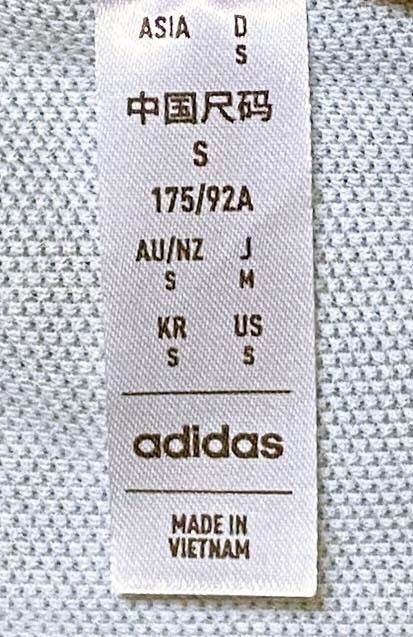 ASIA D
S
中国尺码
S
175/92A
AU/NZ J
S M
KR US
S S
adidas
MADE IN
VIETNAM